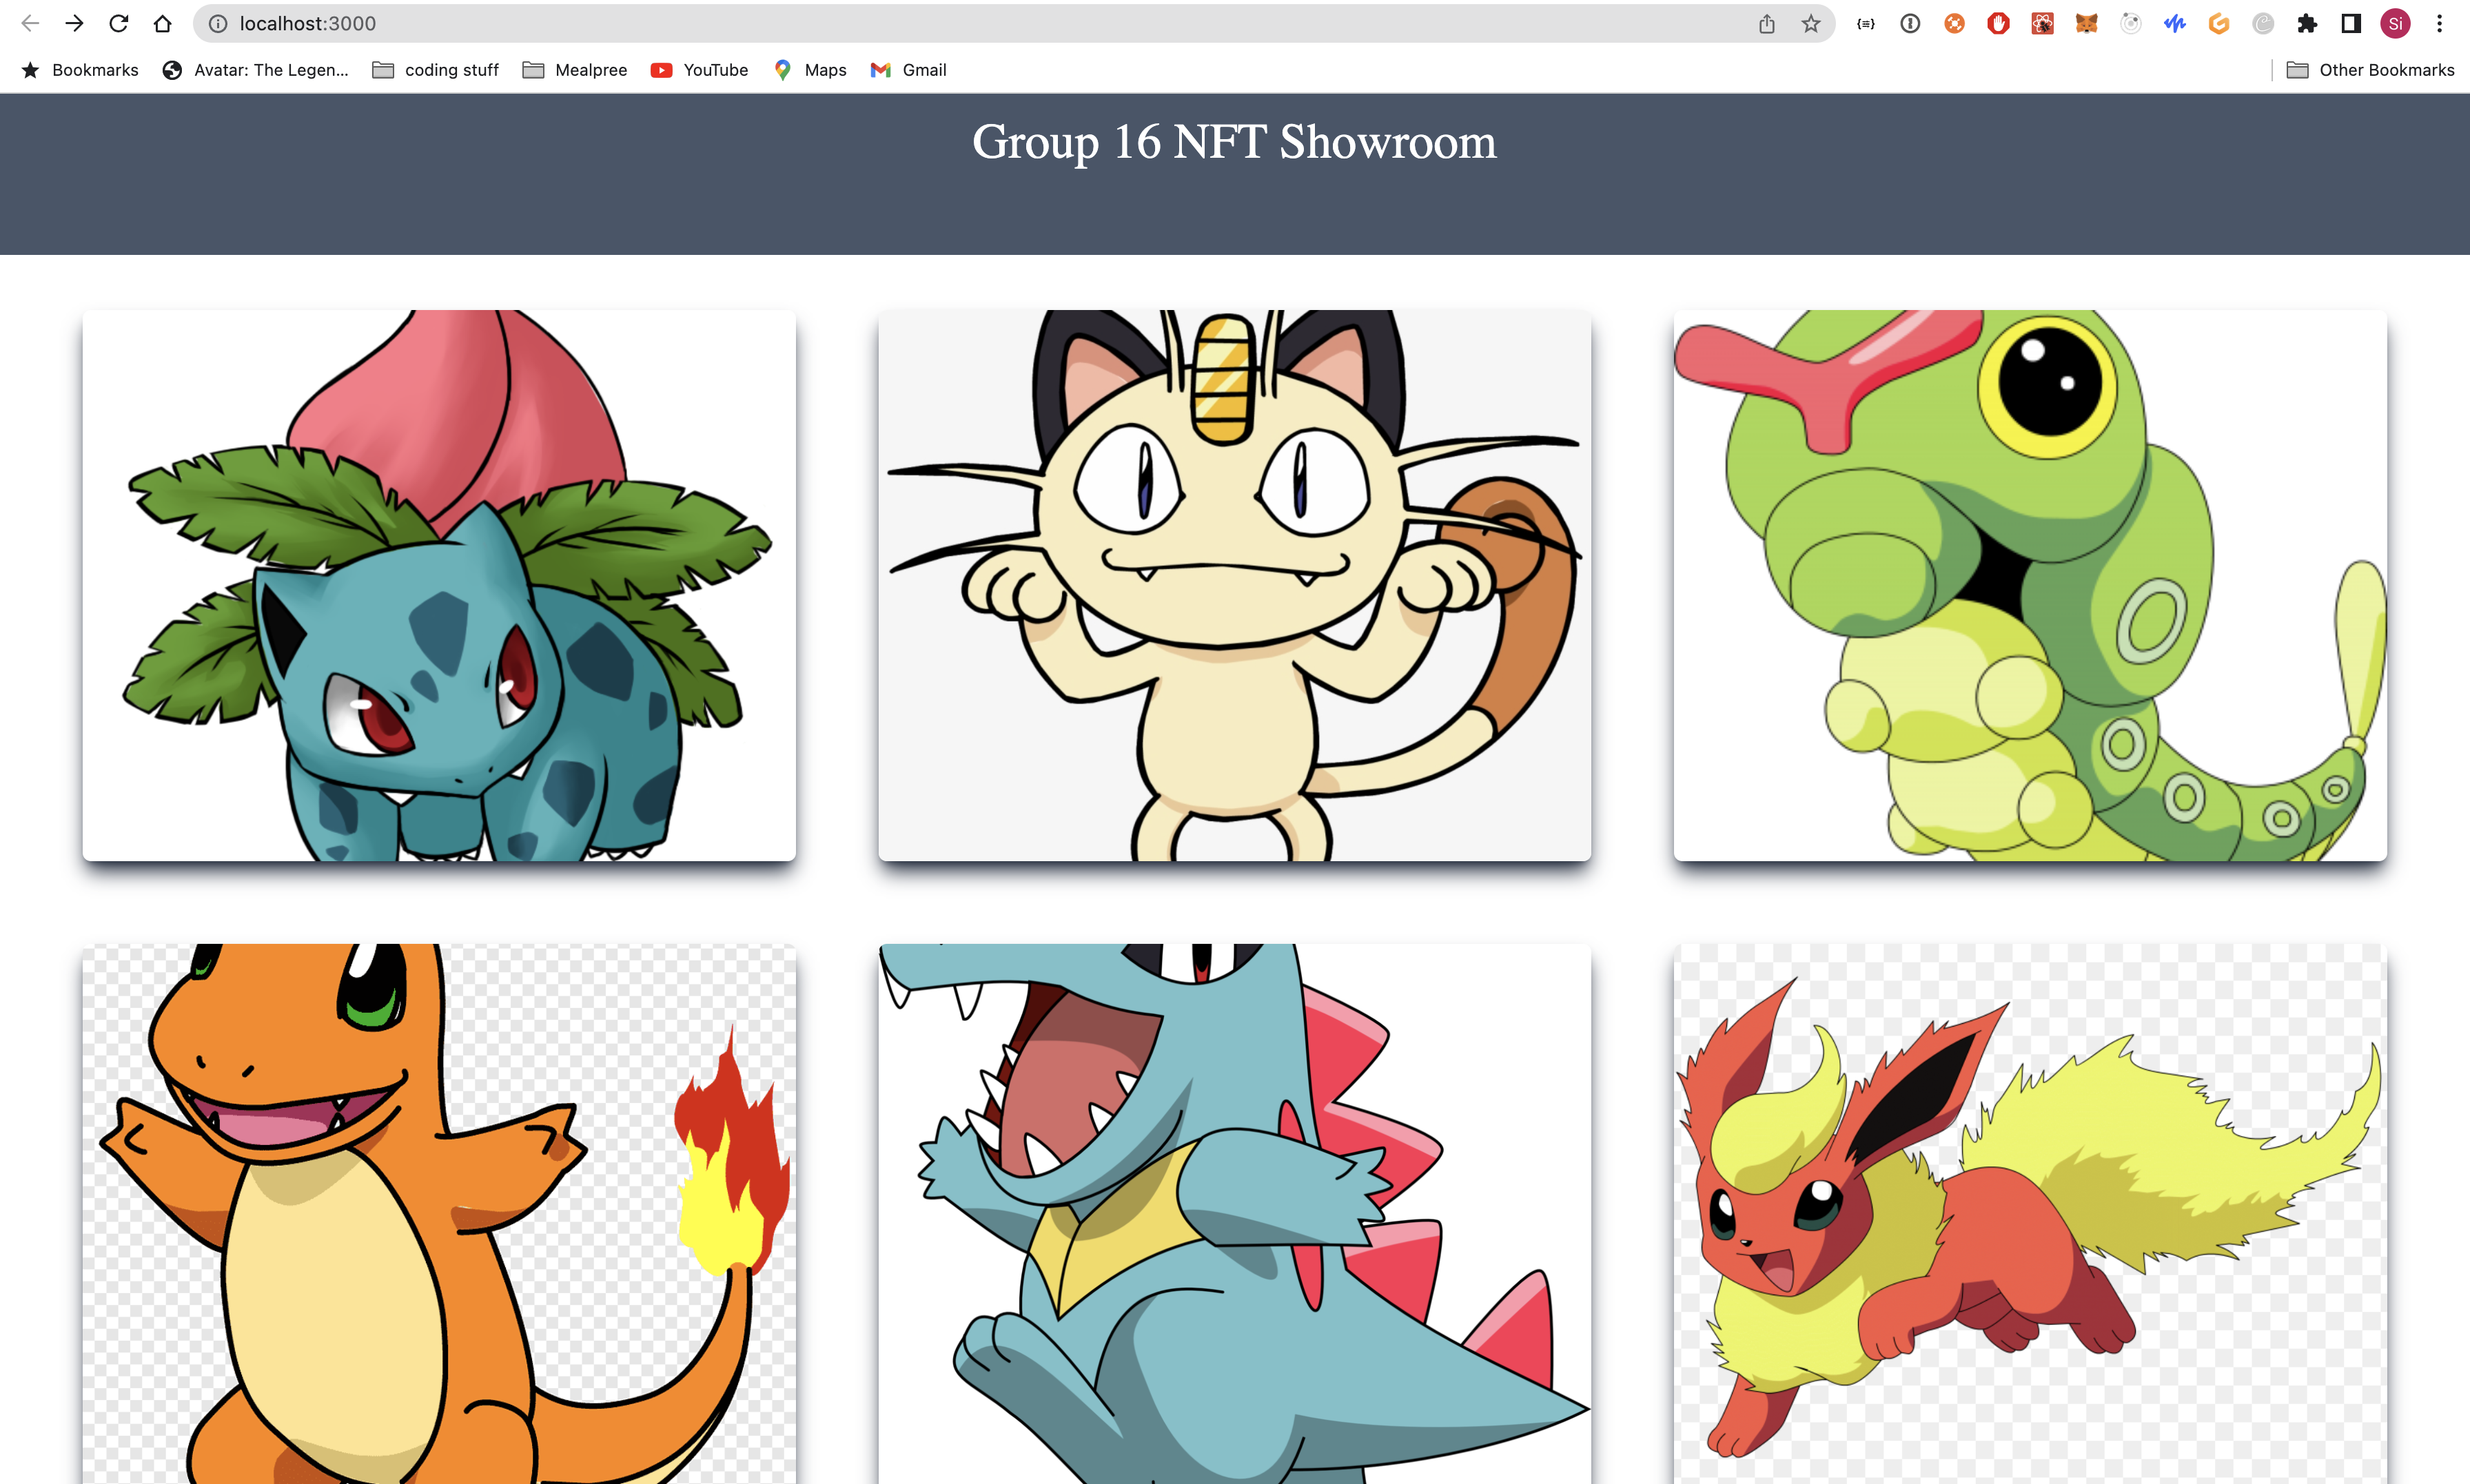 localhost:3000
Si
Bookmarks Avatar: The Legen... coding stuff Mealpree YouTube Maps Gmail Other Bookmarks
Group 16 NFT Showroom